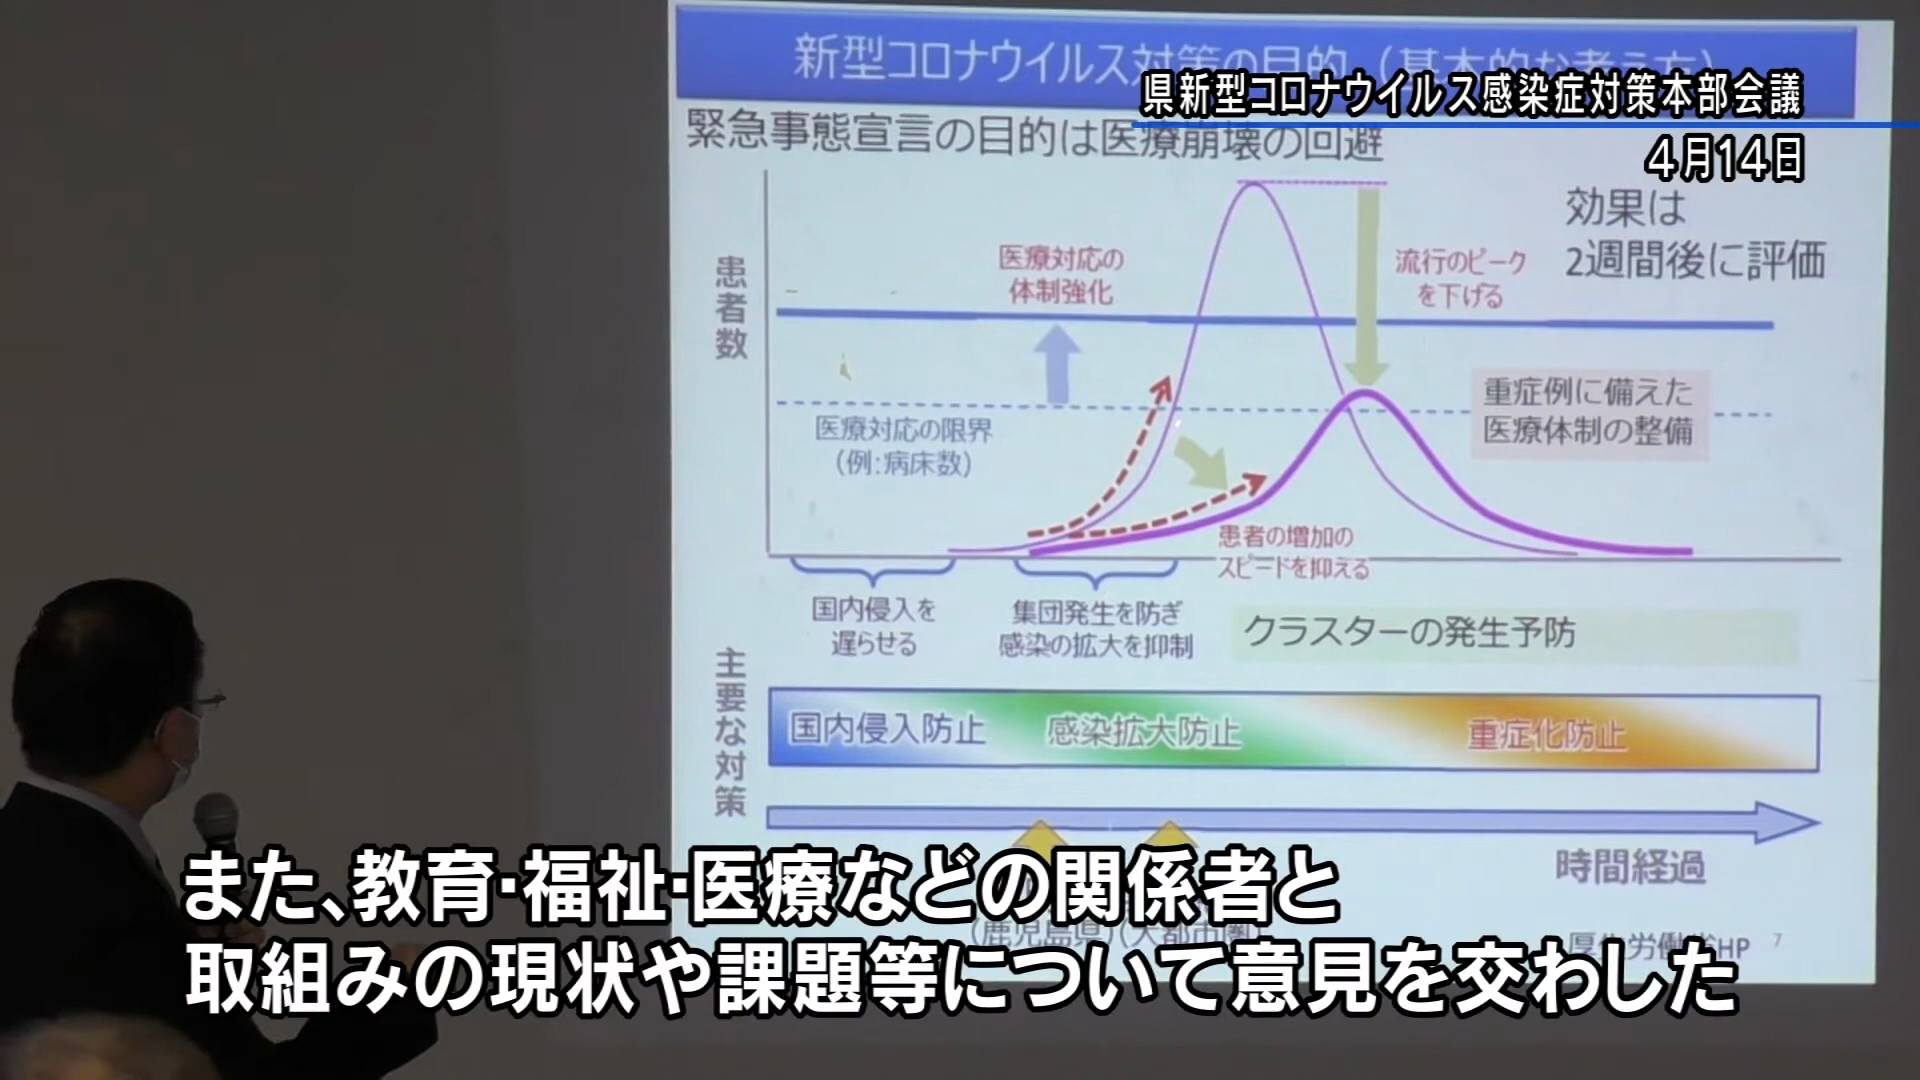 新型コロナウイルス対策の目的（基本的な考え方）
県新型コロナウイルス感染症対策本部会議
4月14日
緊急事態宣言の目的は医療崩壊の回避
効果は
2週間後に評価
患者数
医療対応の
体制強化
流行のピーク
を下げる
医療対応の限界
（例：病床数）
重症例に備えた
医療体制の整備
患者の増加の
スピードを抑える
国内侵入を
遅らせる
集団発生を防ぎ
感染の拡大を抑制
クラスターの発生予防
主要な対策
国内侵入防止
感染拡大防止
重症化防止
時間経過
（鹿児島県）（大都市圏）
厚生労働省HP
7
また､教育･福祉･医療などの関係者と
取組みの現状や課題等について意見を交わした